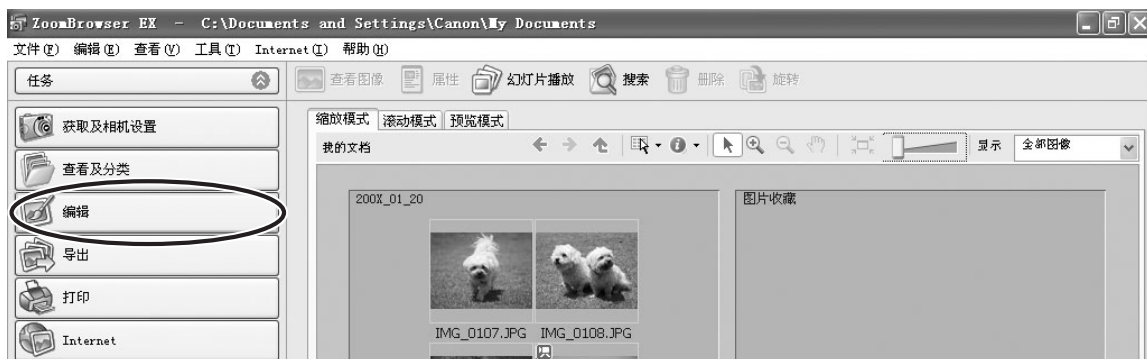 ZoomBrowser EX - C:\Documents and Settings\Canon\My Documents
文件(F) 编辑(E) 查看(V) 工具(T) Internet(I) 帮助(H)
任务
查看图像 属性 幻灯片播放 搜索 删除 旋转
获取及相机设置
查看及分类
编辑
导出
打印
Internet
缩放模式 滚动模式 预览模式
我的文档
显示 全部图像
200X_01_20
图片收藏
IMG_0107.JPG IMG_0108.JPG